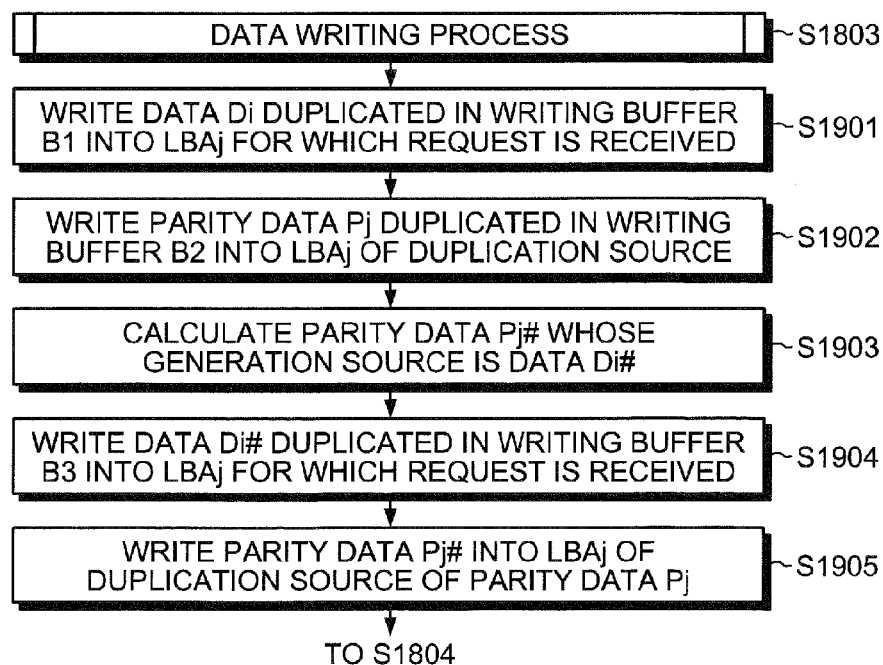 DATA WRITING PROCESS
S1803
WRITE DATA Di DUPLICATED IN WRITING BUFFER
B1 INTO LBAj FOR WHICH REQUEST IS RECEIVED
S1901
WRITE PARITY DATA Pj DUPLICATED IN WRITING
BUFFER B2 INTO LBAj OF DUPLICATION SOURCE
S1902
CALCULATE PARITY DATA Pj# WHOSE
GENERATION SOURCE IS DATA Di#
S1903
WRITE DATA Di# DUPLICATED IN WRITING BUFFER
B3 INTO LBAj FOR WHICH REQUEST IS RECEIVED
S1904
WRITE PARITY DATA Pj# INTO LBAj OF
DUPLICATION SOURCE OF PARITY DATA Pj
S1905
TO S1804